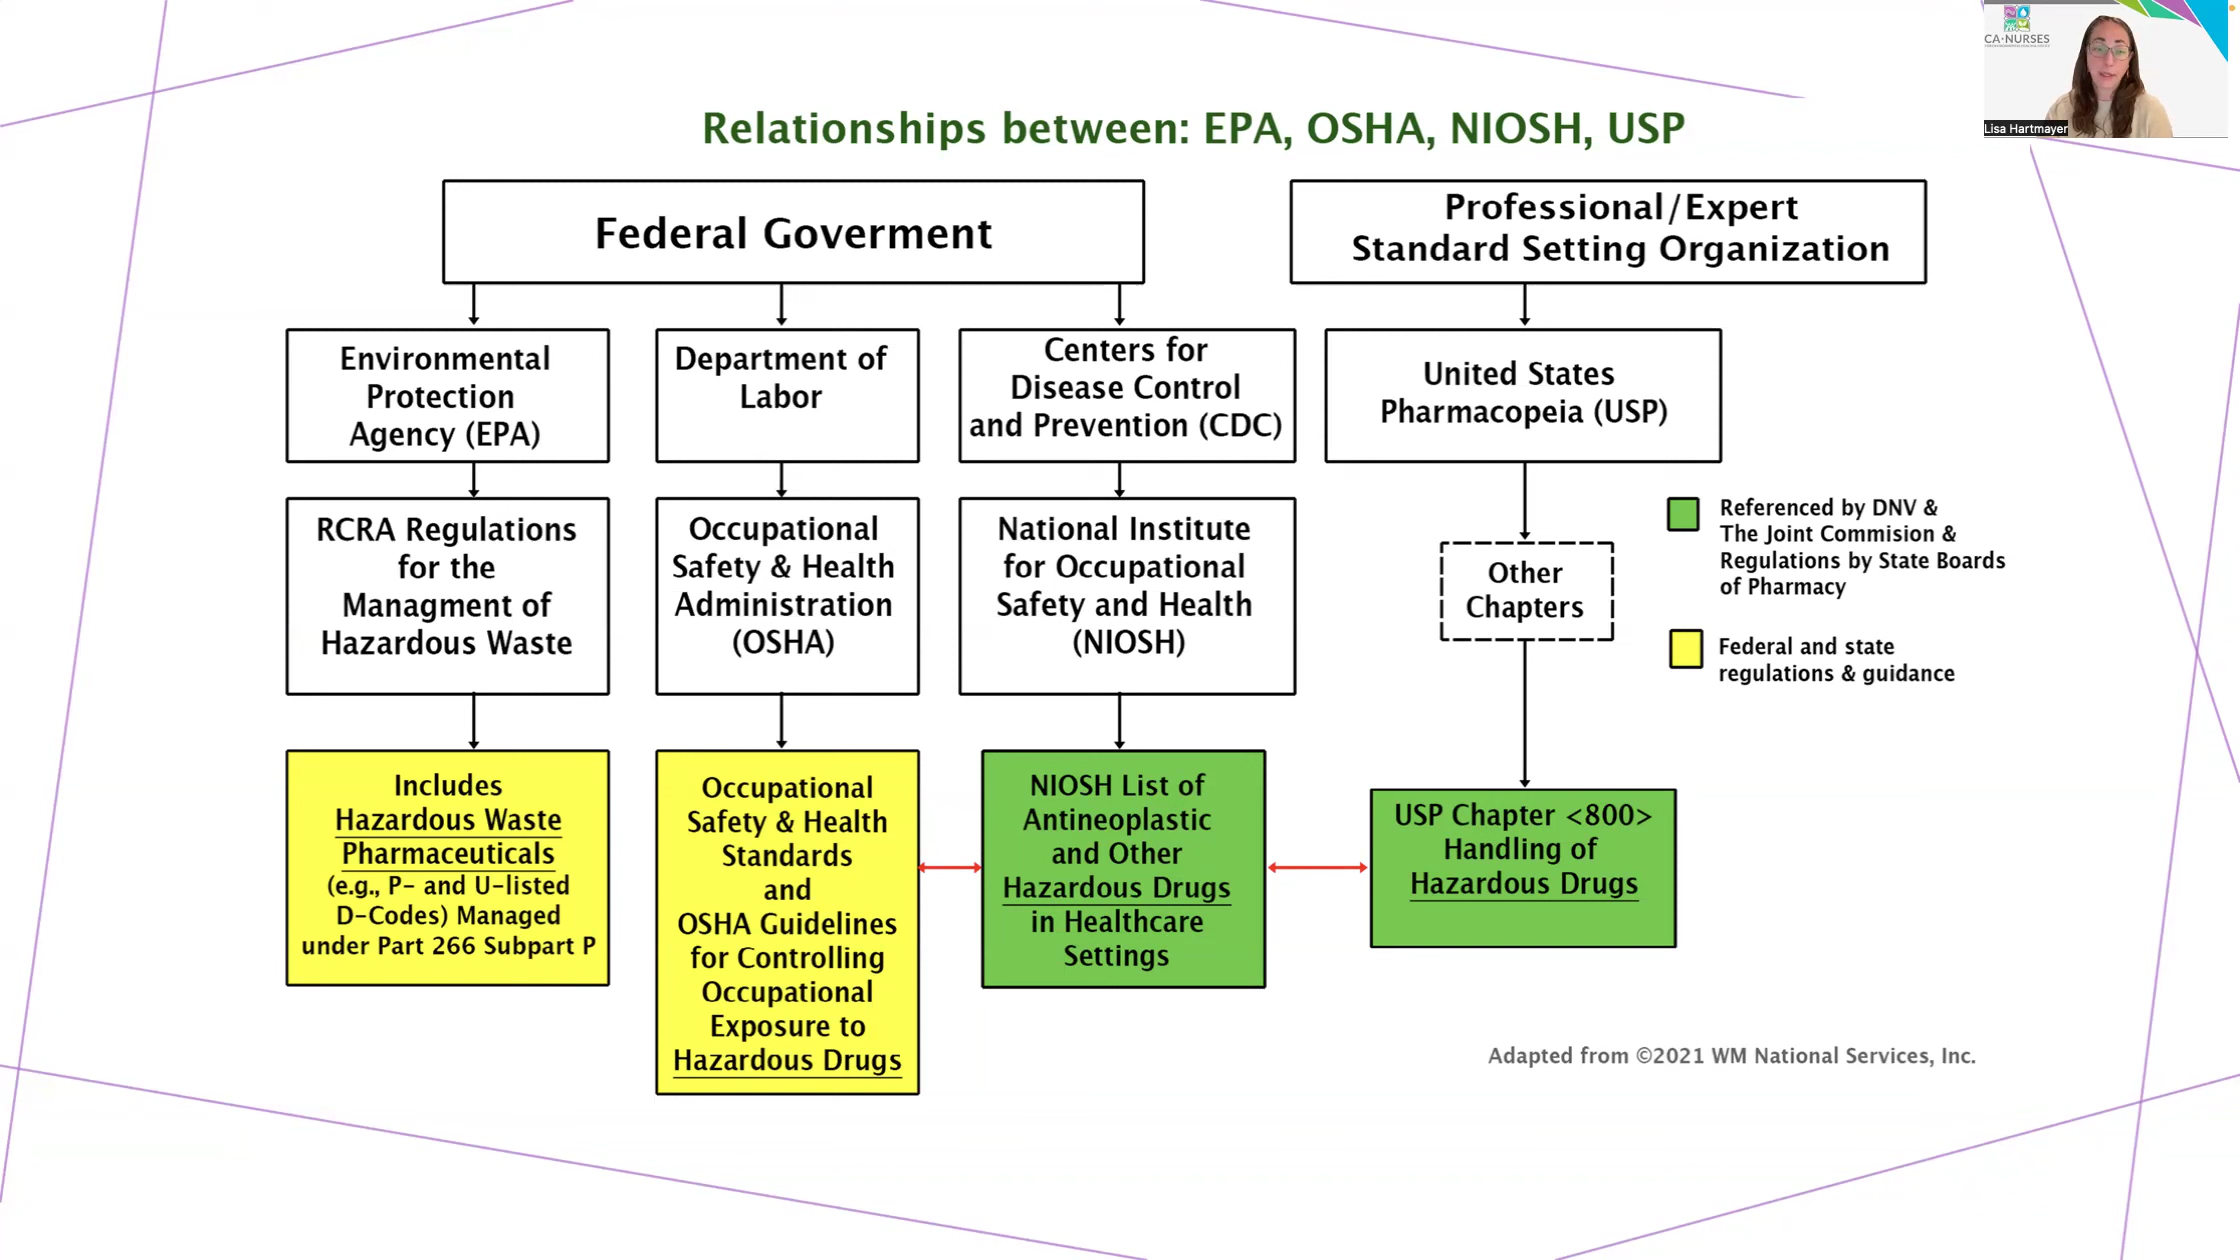 CA·NURSES
Lisa Hartmayer
Relationships between: EPA, OSHA, NIOSH, USP
Federal Goverment
Professional/Expert
Standard Setting Organization
Environmental
Protection
Agency (EPA)
Department of
Labor
Centers for
Disease Control
and Prevention (CDC)
United States
Pharmacopeia (USP)
RCRA Regulations
for the
Managment of
Hazardous Waste
Occupational
Safety & Health
Administration
(OSHA)
National Institute
for Occupational
Safety and Health
(NIOSH)
Other
Chapters
Referenced by DNV &
The Joint Commision &
Regulations by State Boards
of Pharmacy
Federal and state
regulations & guidance
Includes
Hazardous Waste
Pharmaceuticals
(e.g., P- and U-listed
D-Codes) Managed
under Part 266 Subpart P
Occupational
Safety & Health
Standards
and
OSHA Guidelines
for Controlling
Occupational
Exposure to
Hazardous Drugs
NIOSH List of
Antineoplastic
and Other
Hazardous Drugs
in Healthcare
Settings
USP Chapter <800>
Handling of
Hazardous Drugs
Adapted from ©2021 WM National Services, Inc.